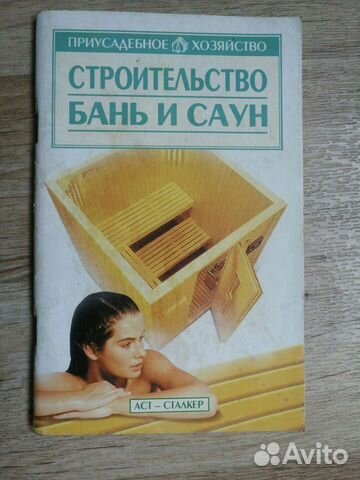 ПРИУСАДЕБНОЕ ХОЗЯЙСТВО
СТРОИТЕЛЬСТВО
БАНЬ И САУН
АСТ – СТАЛКЕР
Avito